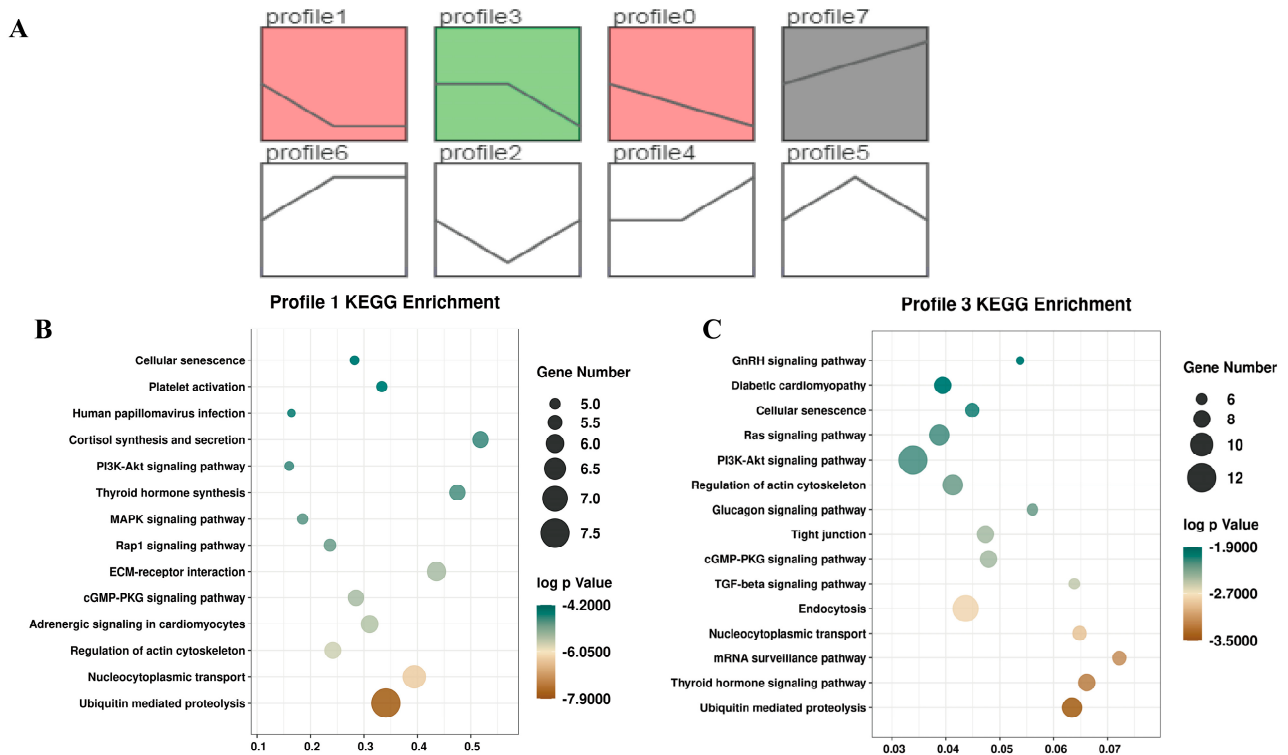 A
profile1
profile3
profile0
profile7
profile6
profile2
profile4
profile5
Profile 1 KEGG Enrichment
B
Cellular senescence
Platelet activation
Human papillomavirus infection
Cortisol synthesis and secretion
PI3K-Akt signaling pathway
Thyroid hormone synthesis
MAPK signaling pathway
Rap1 signaling pathway
ECM-receptor interaction
cGMP-PKG signaling pathway
Adrenergic signaling in cardiomyocytes
Regulation of actin cytoskeleton
Nucleocytoplasmic transport
Ubiquitin mediated proteolysis
0.1 0.2 0.3 0.4 0.5
Gene Number
5.0
5.5
6.0
6.5
7.0
7.5
log p Value
-4.2000
-6.0500
-7.9000
Profile 3 KEGG Enrichment
C
GnRH signaling pathway
Diabetic cardiomyopathy
Cellular senescence
Ras signaling pathway
PI3K-Akt signaling pathway
Regulation of actin cytoskeleton
Glucagon signaling pathway
Tight junction
cGMP-PKG signaling pathway
TGF-beta signaling pathway
Endocytosis
Nucleocytoplasmic transport
mRNA surveillance pathway
Thyroid hormone signaling pathway
Ubiquitin mediated proteolysis
0.03 0.04 0.05 0.06 0.07
Gene Number
6
8
10
12
log p Value
-1.9000
-2.7000
-3.5000